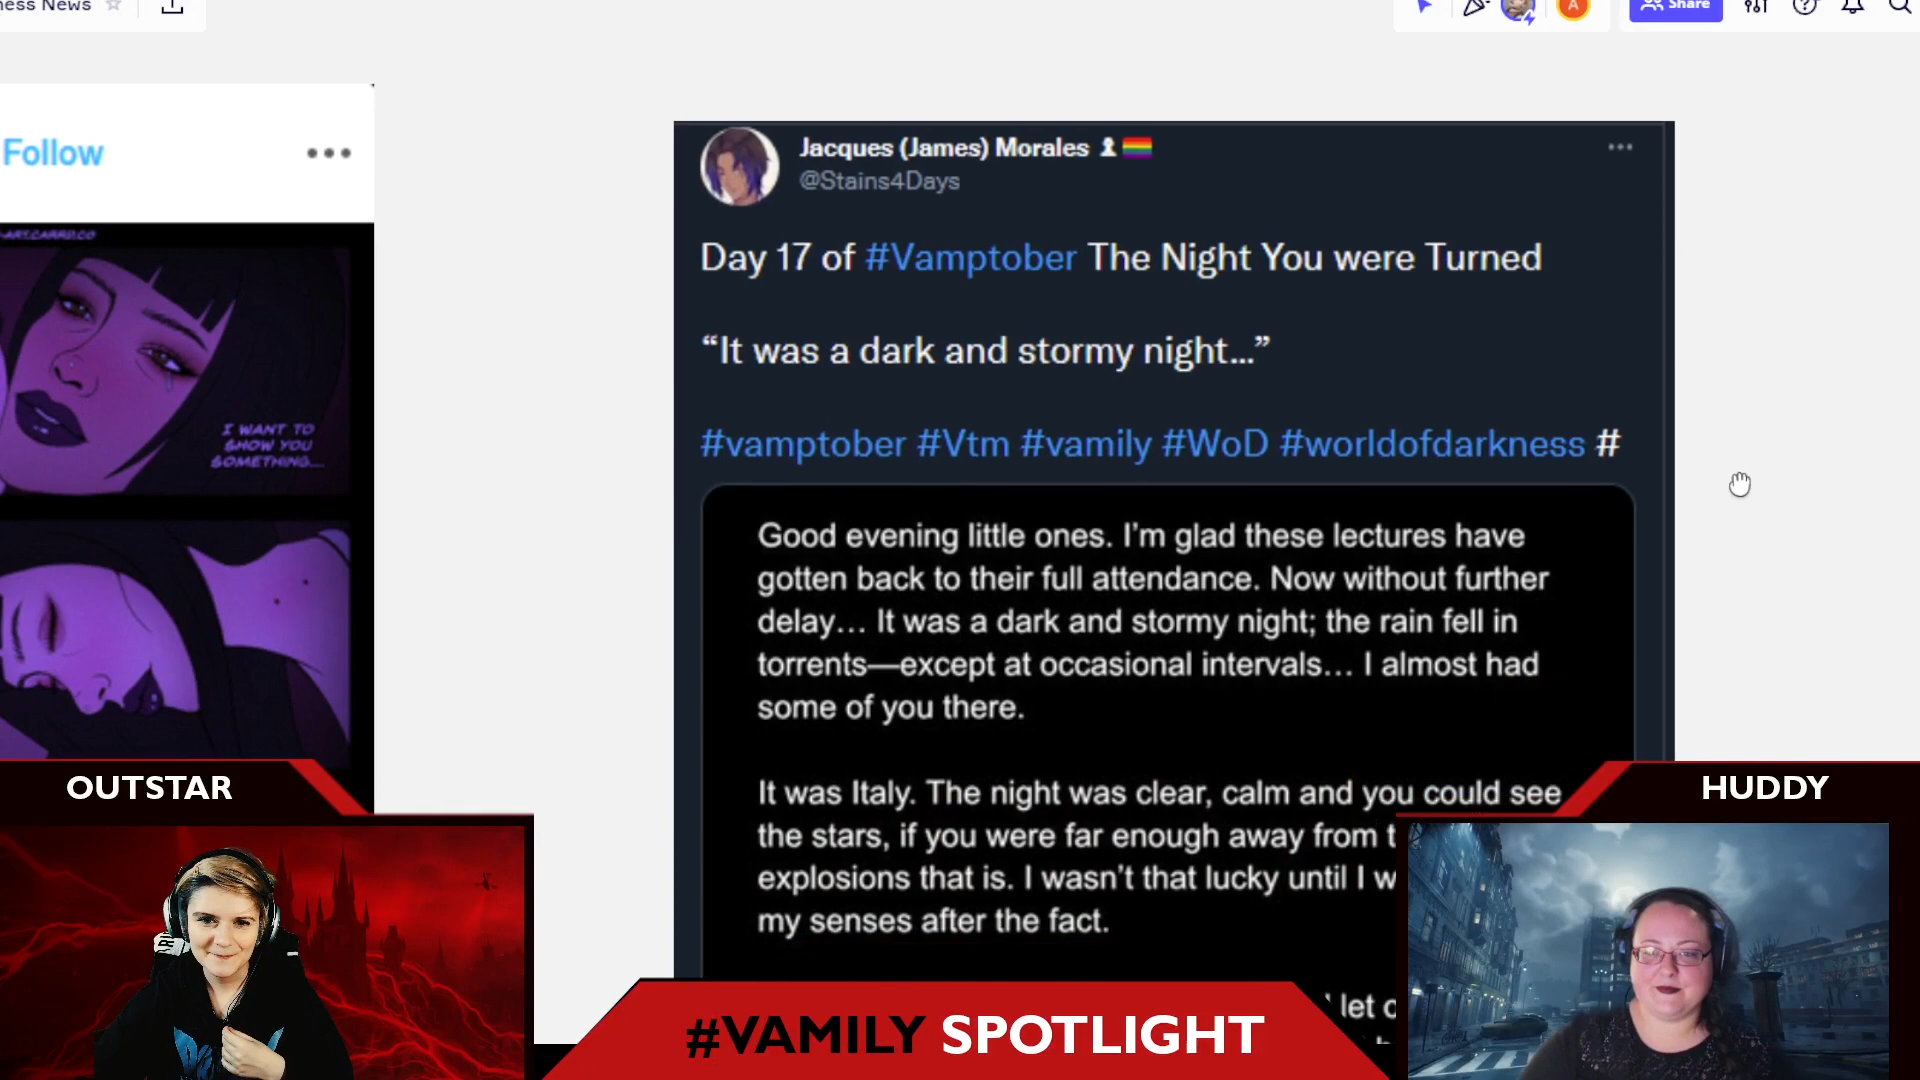 ness News
Share
A
Follow
-ART.CARRD.CO
I WANT TO
SHOW YOU
SOMETHING...
Jacques (James) Morales
@Stains4Days
Day 17 of #Vamptober The Night You were Turned
“It was a dark and stormy night...”
#vamptober #Vtm #vamily #WoD #worldofdarkness #
Good evening little ones. I’m glad these lectures have
gotten back to their full attendance. Now without further
delay… It was a dark and stormy night; the rain fell in
torrents—except at occasional intervals… I almost had
some of you there.
It was Italy. The night was clear, calm and you could see
the stars, if you were far enough away from t
explosions that is. I wasn’t that lucky until I w
my senses after the fact.
let
OUTSTAR
HUDDY
#VAMILY SPOTLIGHT